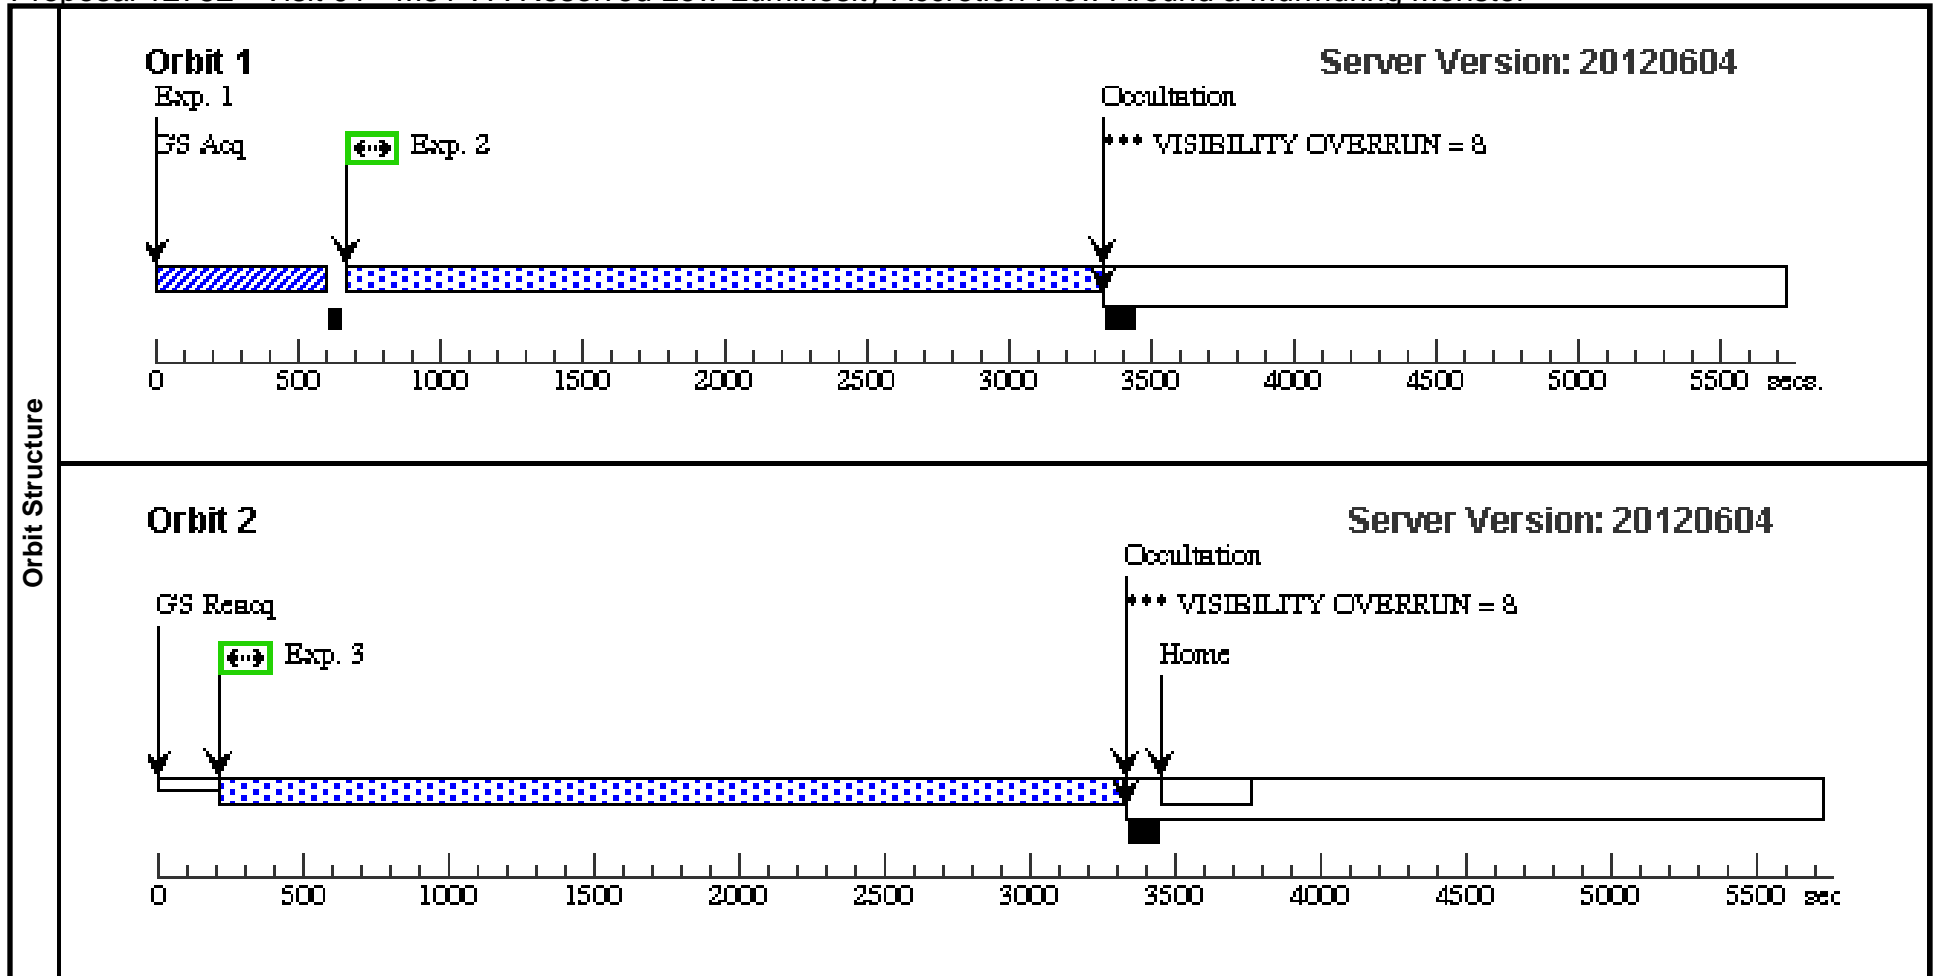 Orbit Structure
Orbit 1
Server Version: 20120604
Exp. 1
Occultation
GS Acq
Exp. 2
*** VISIBILITY OVERRUN = 8
0 500 1000 1500 2000 2500 3000 3500 4000 4500 5000 5500 secs.
Orbit 2
Server Version: 20120604
Occultation
GS Reacq
*** VISIBILITY OVERRUN = 8
Exp. 3
Home
0 500 1000 1500 2000 2500 3000 3500 4000 4500 5000 5500 sec